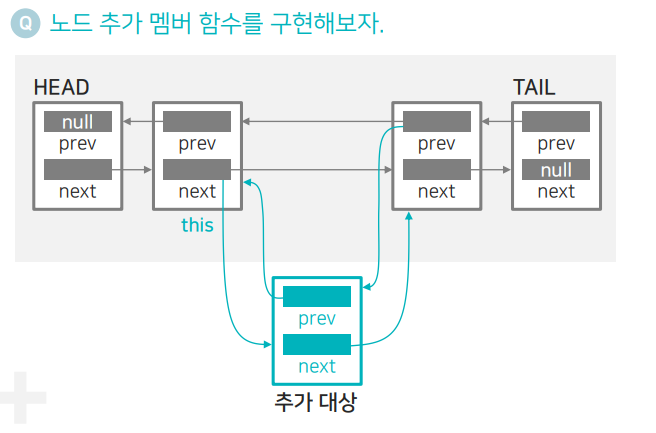 Q 노드 추가 멤버 함수를 구현해보자.
HEAD TAIL
null
prev prev prev prev
null
next next next next
this
prev
next
추가 대상